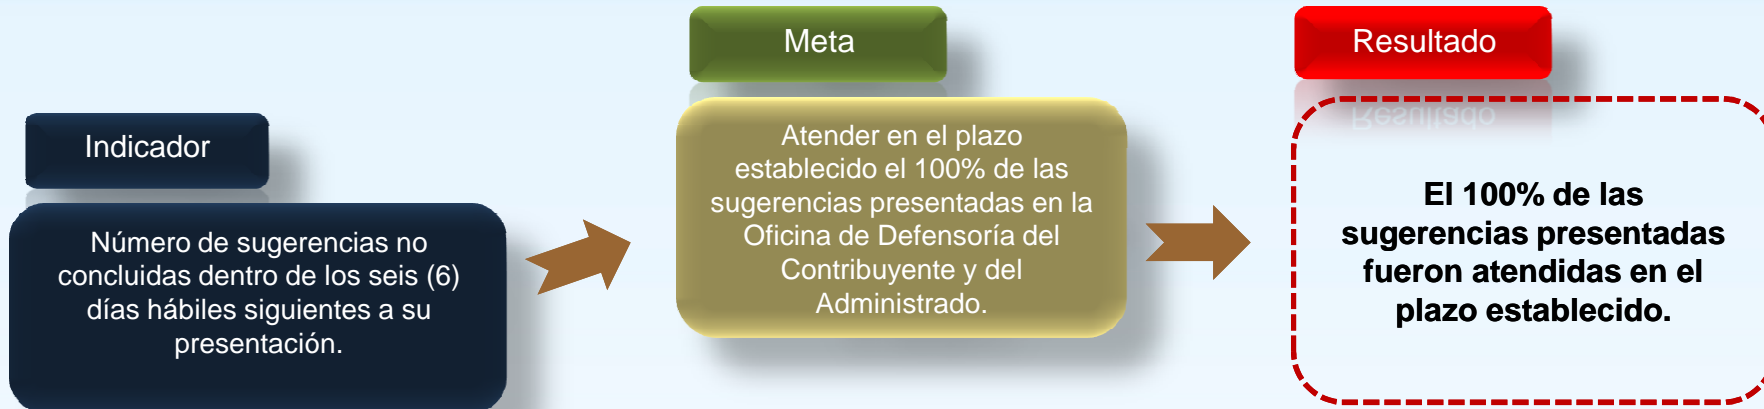 Indicador
Número de sugerencias no
concluidas dentro de los seis (6)
días hábiles siguientes a su
presentación.
Meta
Atender en el plazo
establecido el 100% de las
sugerencias presentadas en la
Oficina de Defensoría del
Contribuyente y del
Administrado.
Resultado
El 100% de las
sugerencias presentadas
fueron atendidas en el
plazo establecido.